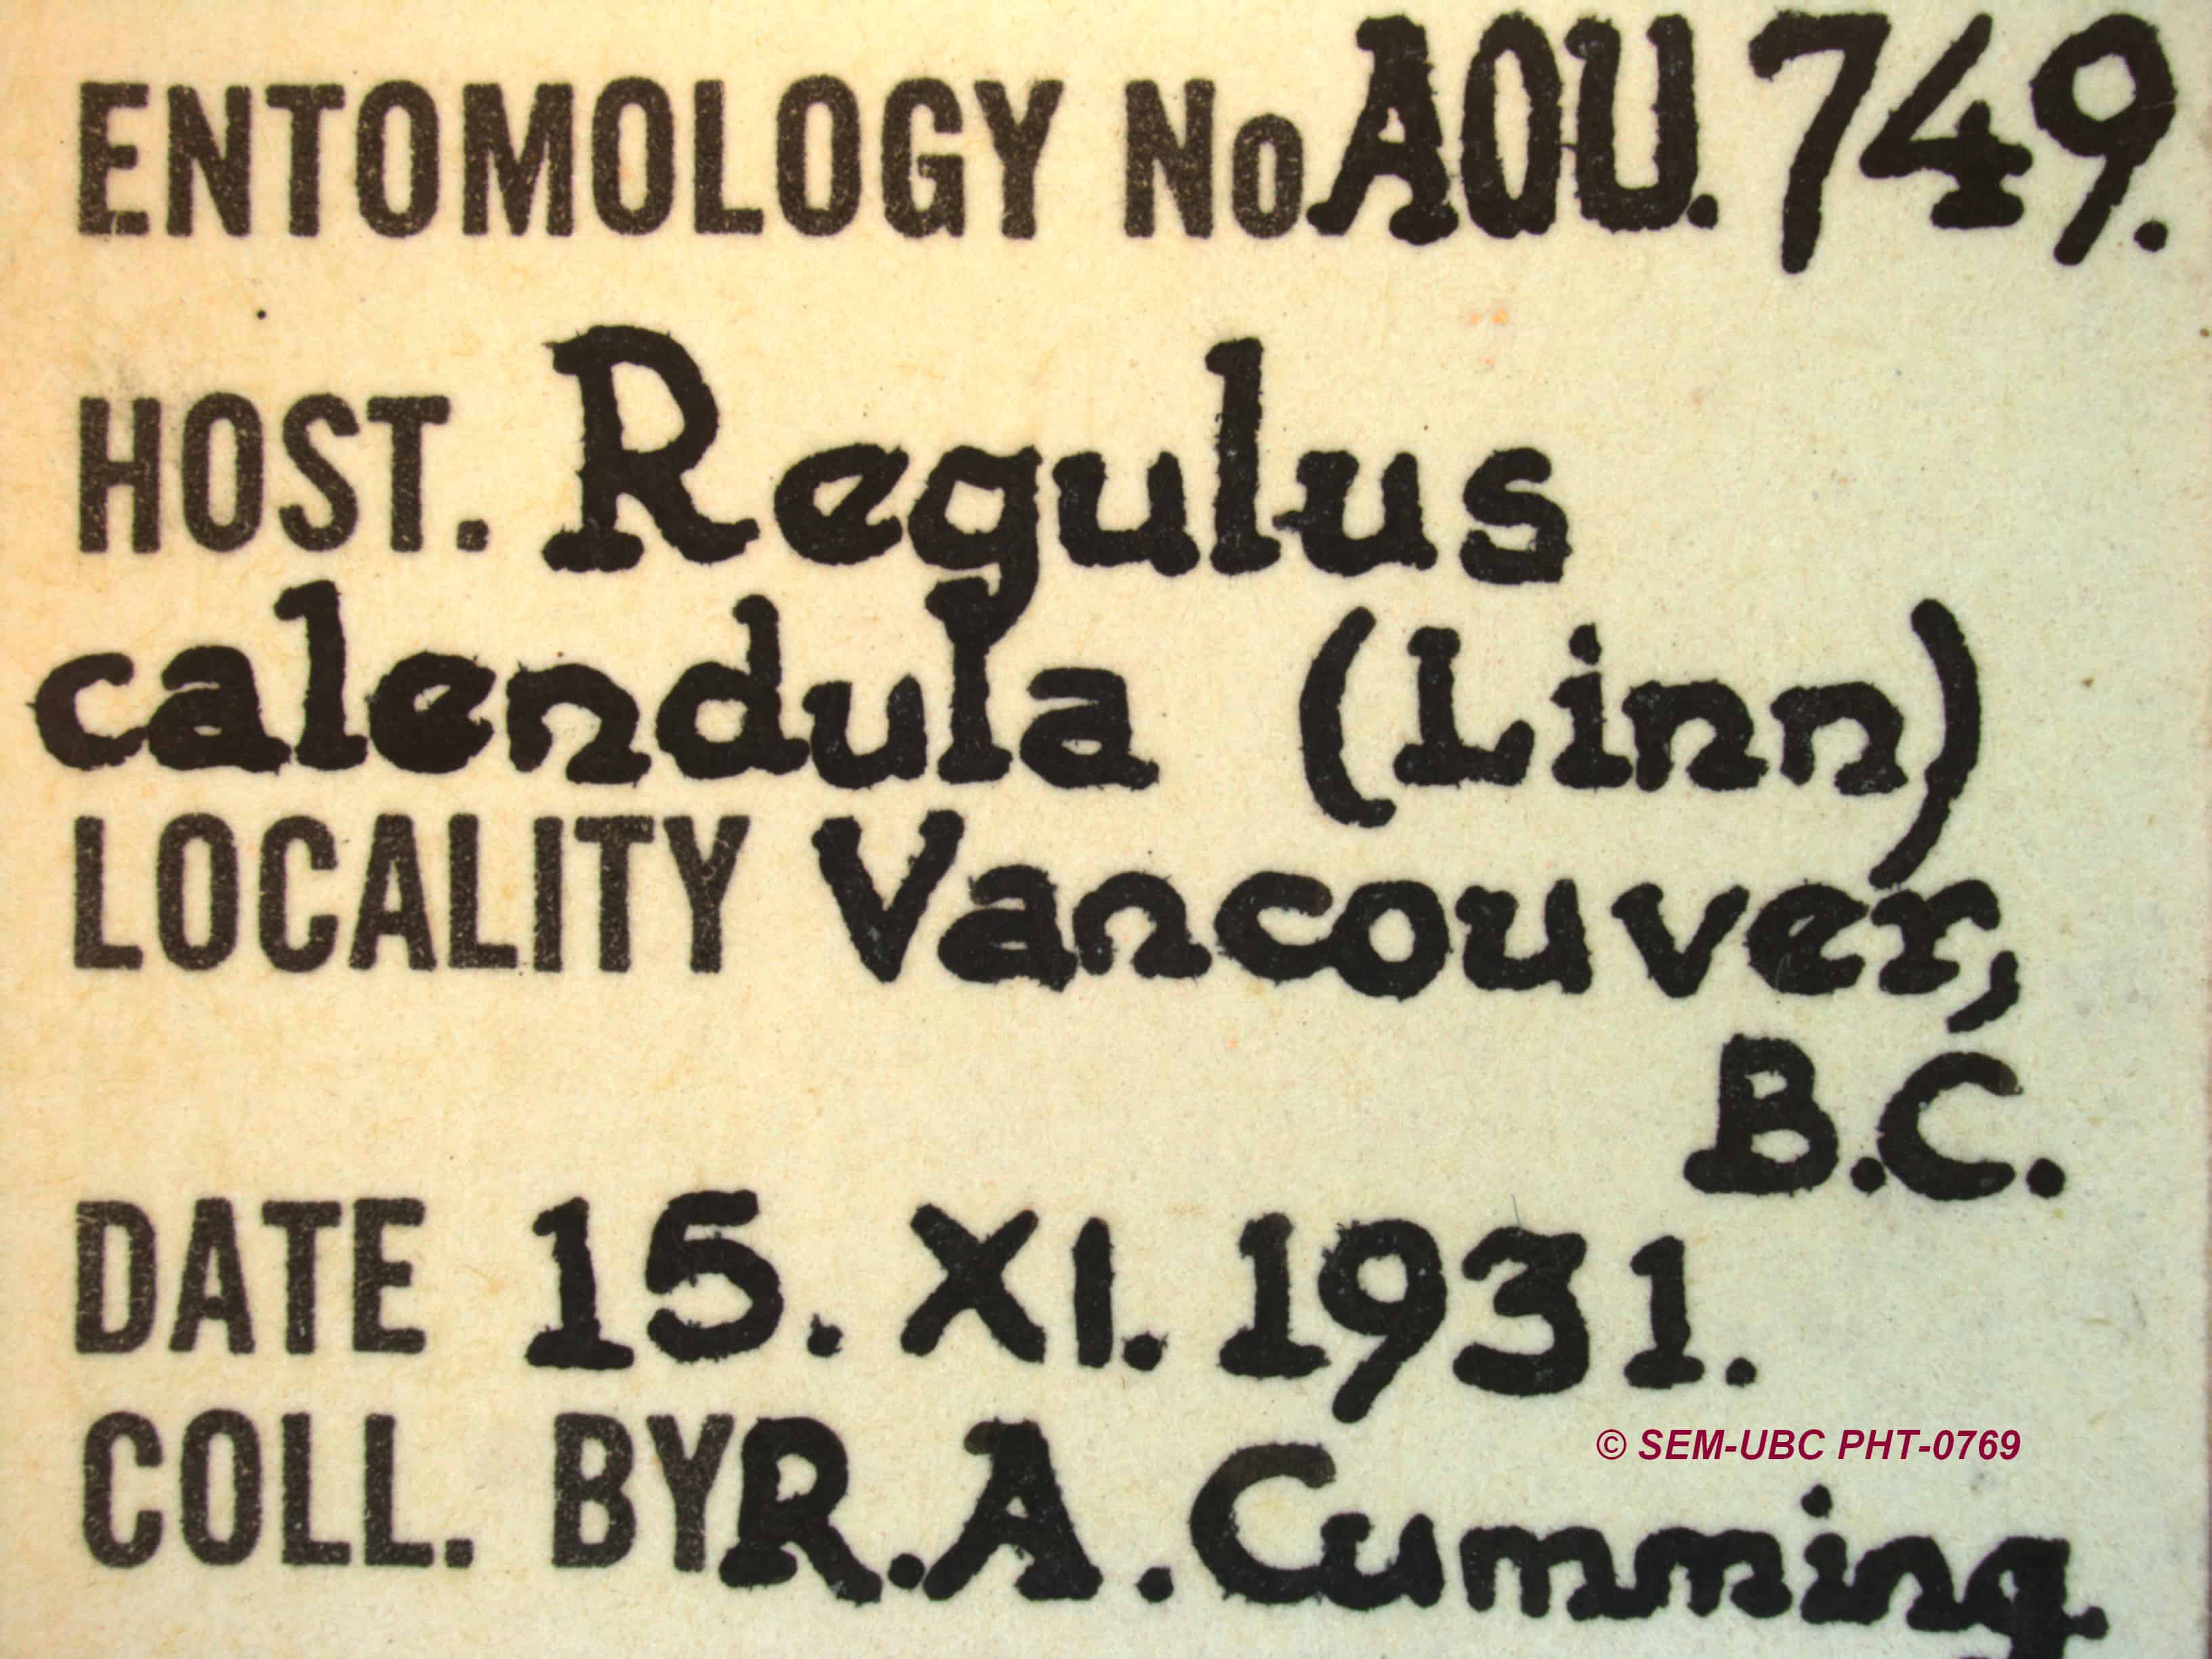 ENTOMOLOGY No AOU. 749.
HOST. Regulus
calendula (Linn)
LOCALITY Vancouver,
B.C.
DATE 15. XI. 1931.
COLL. BY R.A. Cumming
© SEM-UBC PHT-0769